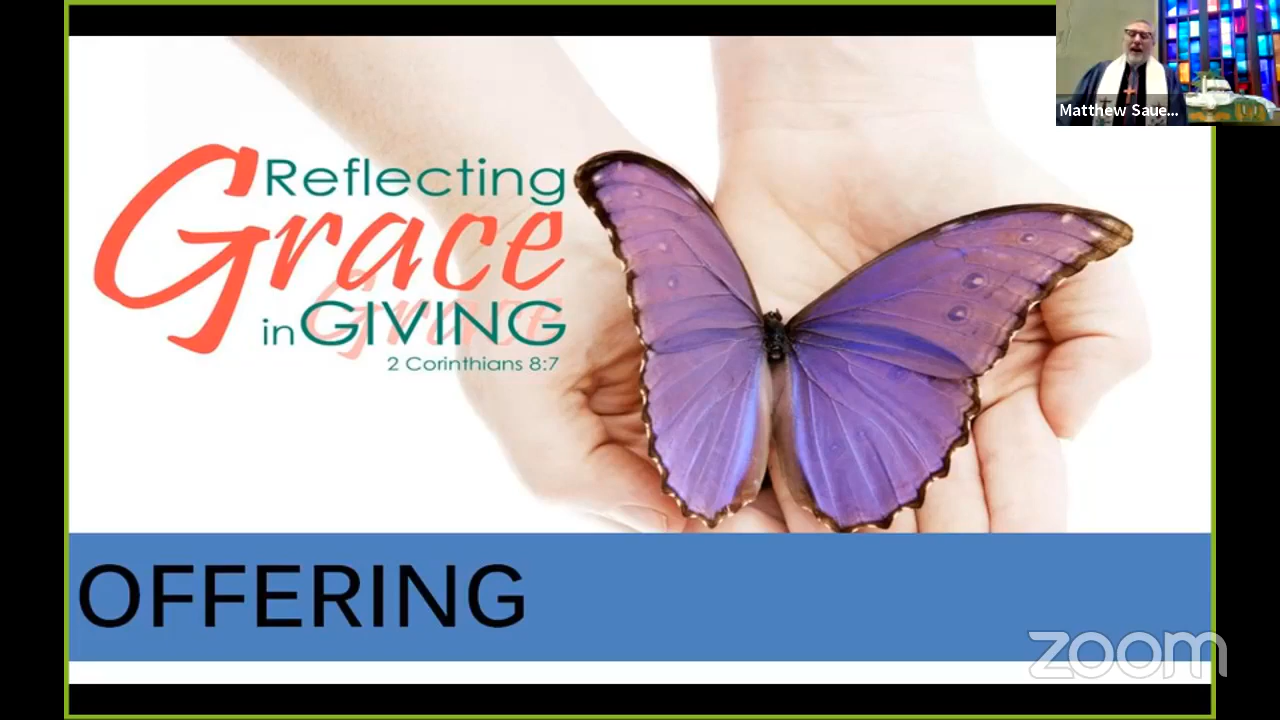 Matthew Saue...
Reflecting
Grace
in GIVING
2 Corinthians 8:7
OFFERING
zoom